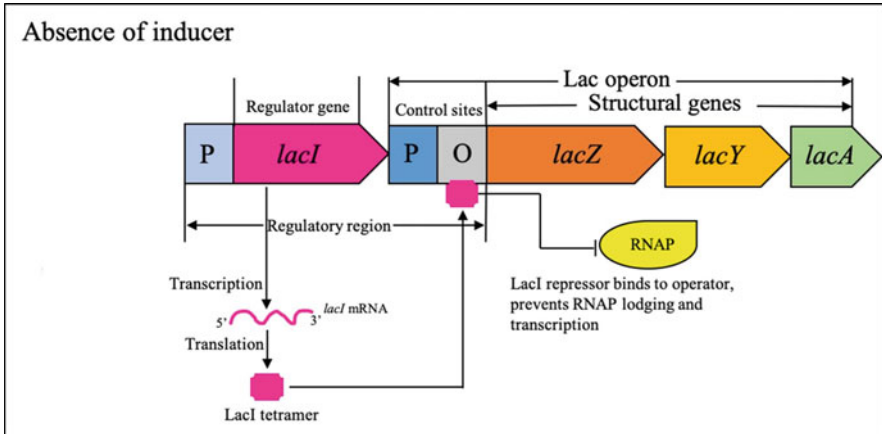 Absence of inducer
Lac operon
Regulator gene
Control sites
Structural genes
P
lacI
P
O
lacZ
lacY
lacA
Regulatory region
RNAP
LacI repressor binds to operator,
prevents RNAP lodging and
transcription
Transcription
5’
3’
lacI mRNA
Translation
LacI tetramer